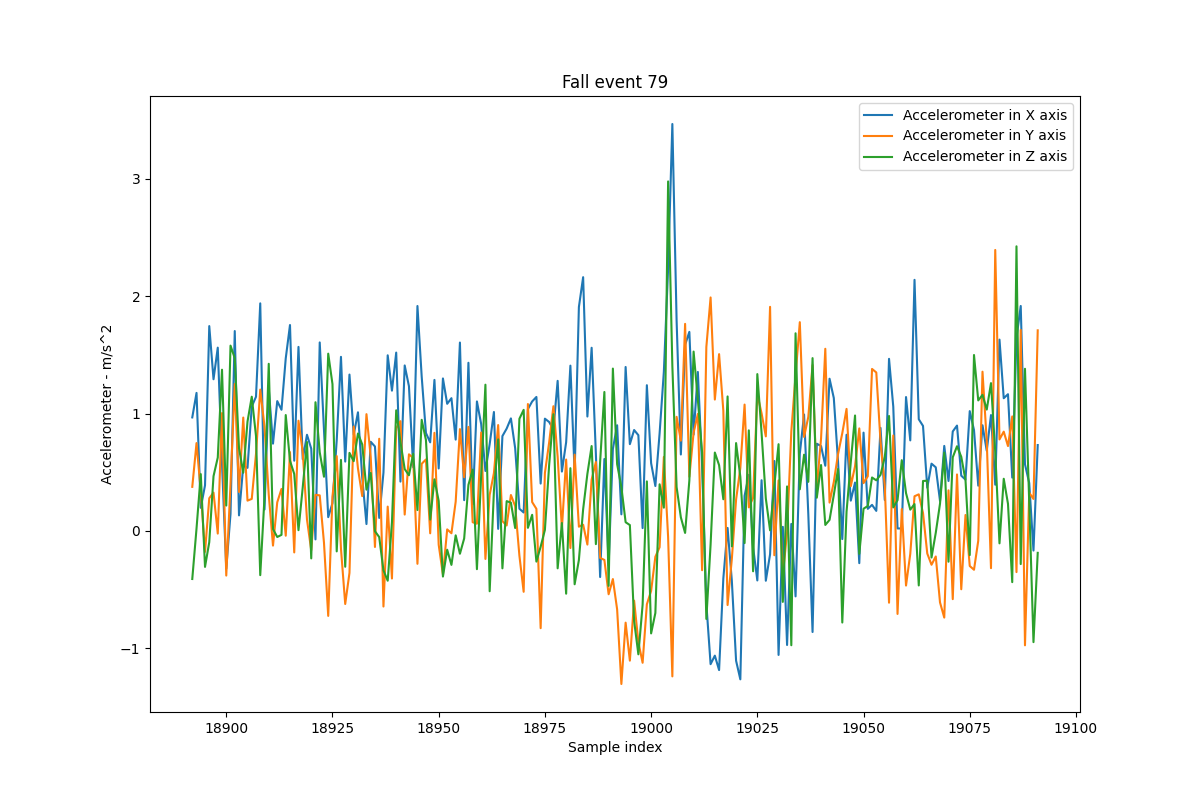 Fall event 79
Accelerometer in X axis
Accelerometer in Y axis
Accelerometer in Z axis
Accelerometer - m/s^2
3
2
1
0
−1
18900 18925 18950 18975 19000 19025 19050 19075 19100
Sample index